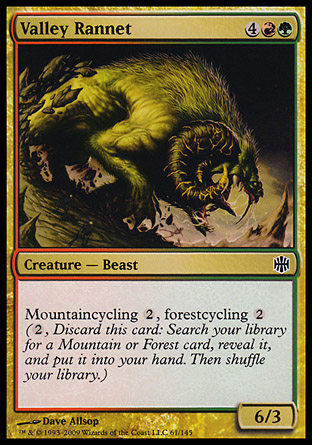 Valley Rannet 4
Creature — Beast
Mountaincycling 2, forestcycling 2
(2, Discard this card: Search your library
for a Mountain or Forest card, reveal it,
and put it into your hand. Then shuffle
your library.)
Dave Allsop
™ & © 1993-2009 Wizards of the Coast LLC 61/145
6/3